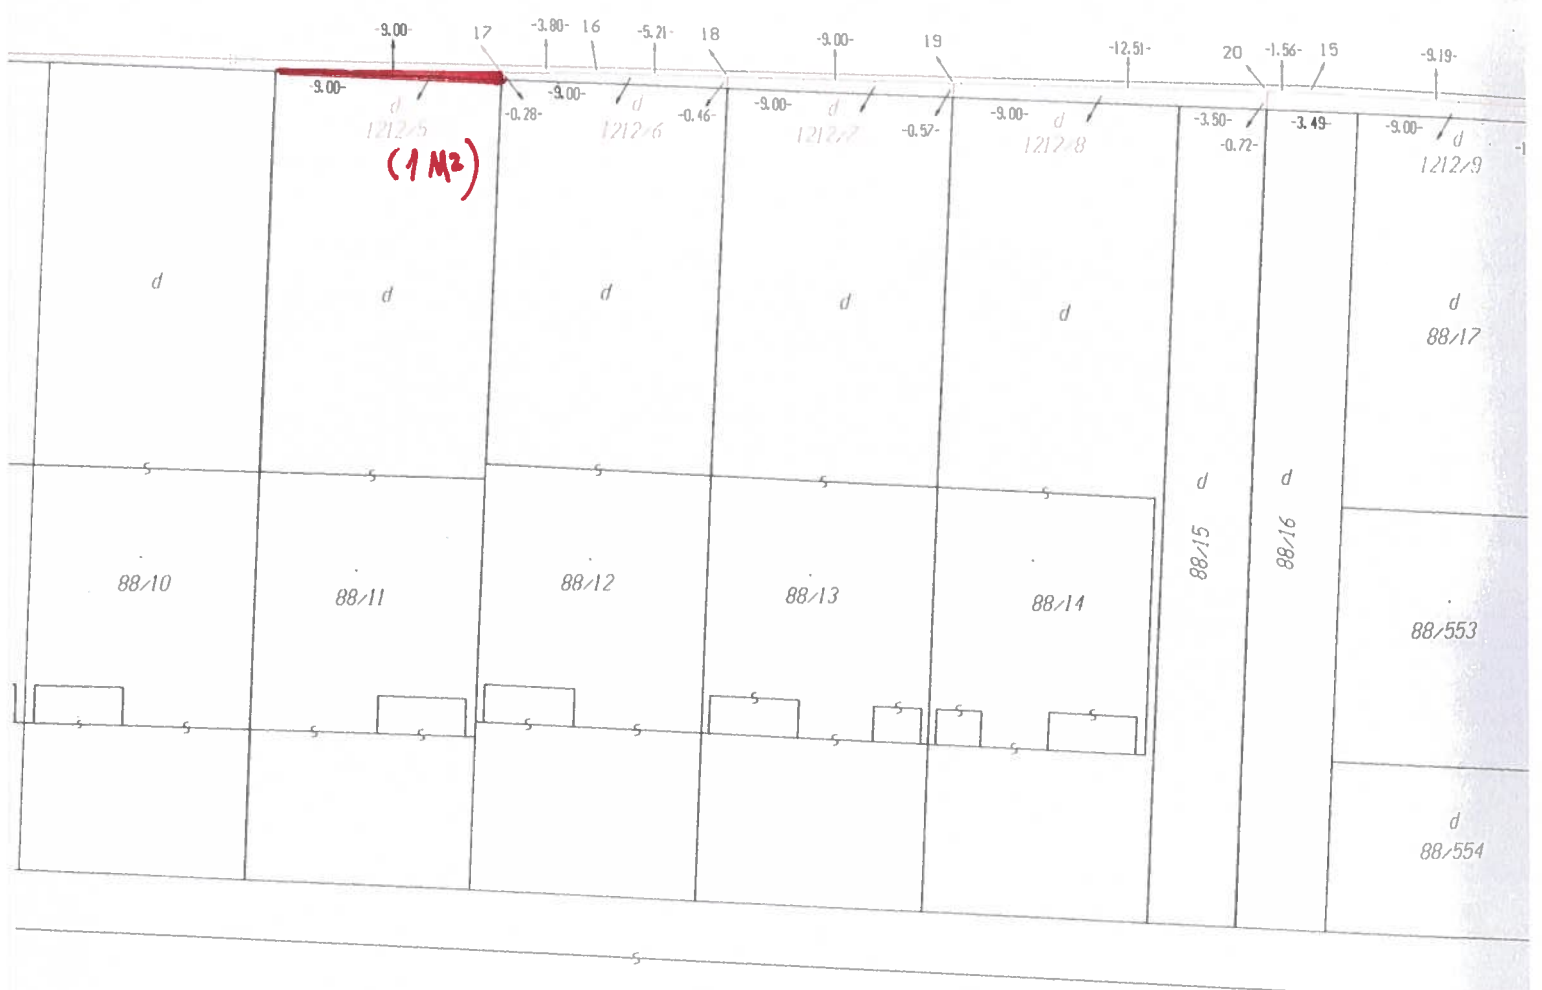 -9.00- 17 -3.80- 16 -5.21- 18 -9.00- 19 -12.51- 20 -1.56- 15 -9.19-
-9.00- -0.28- -9.00- -0.46- -9.00- -0.57- -9.00- -3.50- -0.72- -3.49- -9.00-
d d d d d
1212/5 1212/6 1212/7 1212/8 1212/9
(1 M²)
d d d d d d
88/17
d d
88/15 88/16
88/10 88/11 88/12 88/13 88/14 88/553
d
88/554